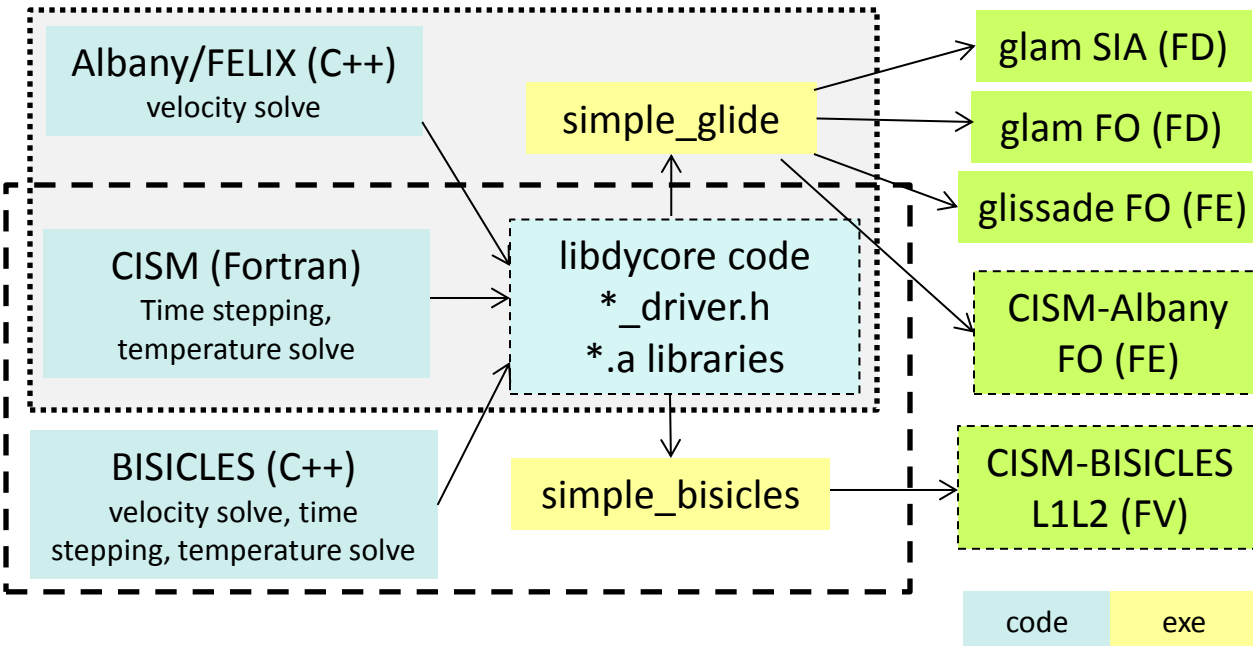 Albany/FELIX (C++)
velocity solve
CISM (Fortran)
Time stepping,
temperature solve
BISICLES (C++)
velocity solve, time
stepping, temperature solve
simple_glide
libdycore code
*_driver.h
*.a libraries
simple_bisicles
glam SIA (FD)
glam FO (FD)
glissade FO (FE)
CISM-Albany
FO (FE)
CISM-BISICLES
L1L2 (FV)
code exe